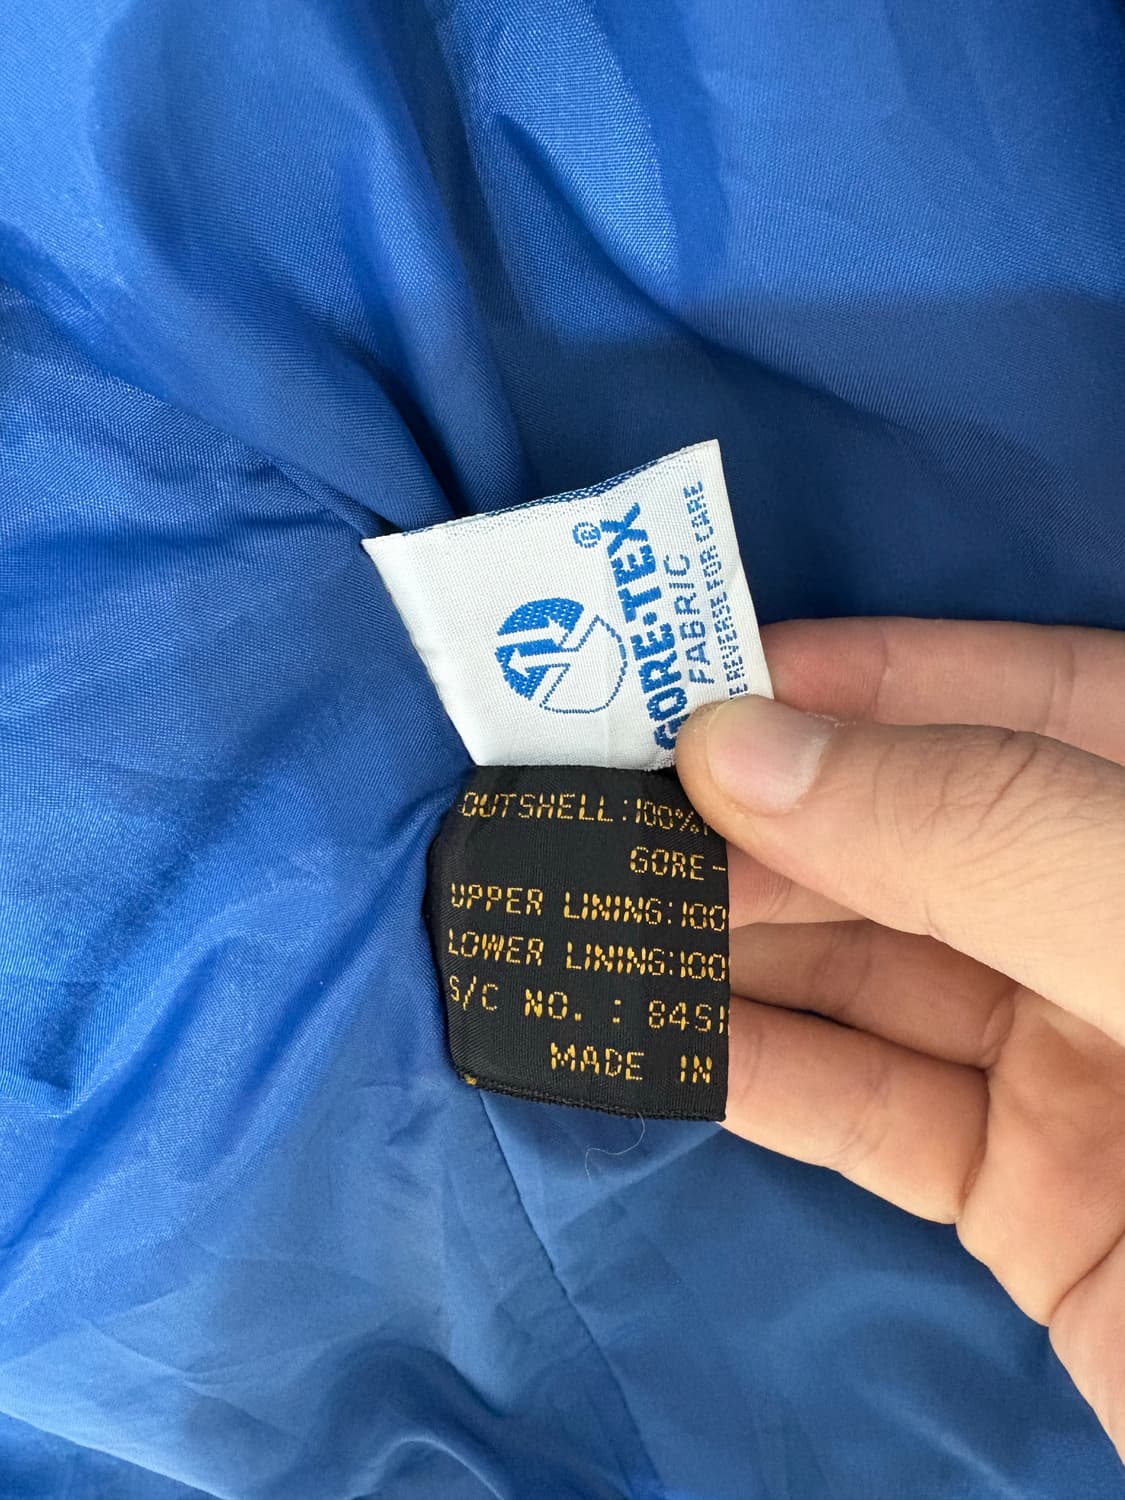 GORE-TEX®
FABRIC
REVERSE FOR CARE
OUTSHELL:100%
GORE-
UPPER LINING:100
LOWER LINING:100
S/C NO. : 84S
MADE IN